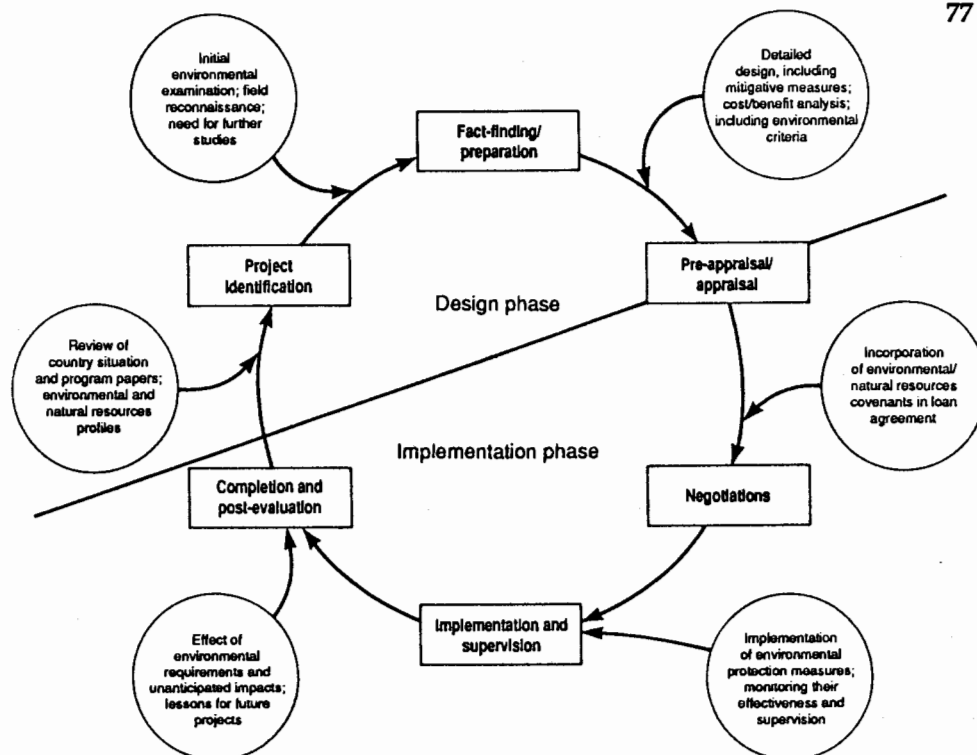 77
Initial
environmental
examination; field
reconnaissance;
need for further
studies
Detailed
design, including
mitigative measures;
cost/benefit analysis;
including environmental
criteria
Fact-finding/
preparation
Project
Identification
Pre-appraisal/
appraisal
Design phase
Review of
country situation
and program papers;
environmental and
natural resources
profiles
Incorporation
of environmental/
natural resources
covenants in loan
agreement
Implementation phase
Completion and
post-evaluation
Negotiations
Implementation and
supervision
Effect of
environmental
requirements and
unanticipated impacts;
lessons for future
projects
Implementation
of environmental
protection measures;
monitoring their
effectiveness and
supervision